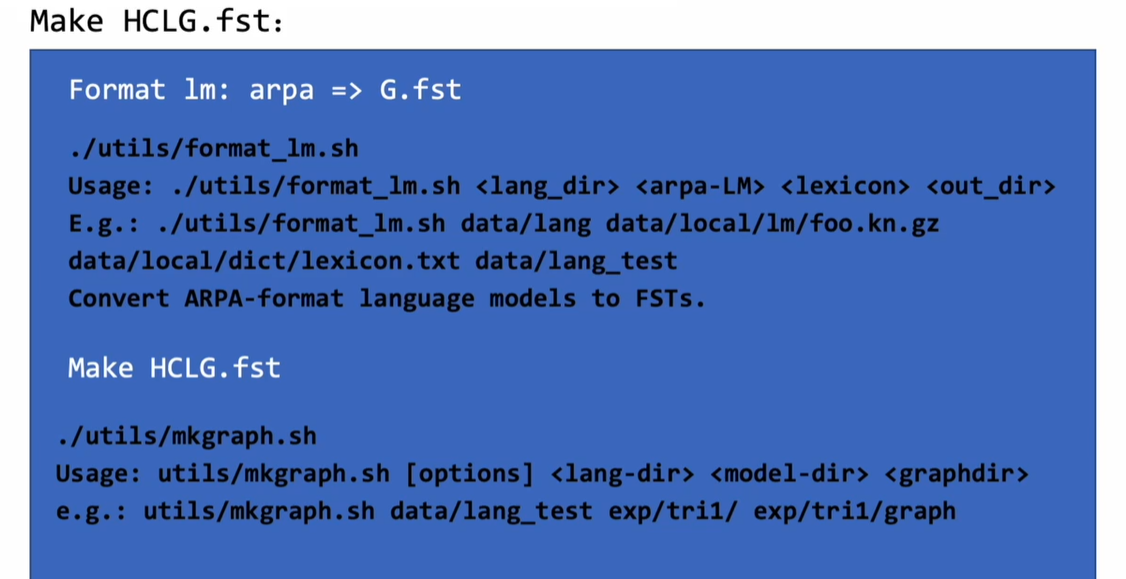 Make HCLG.fst:
Format lm: arpa => G.fst
./utils/format_lm.sh
Usage: ./utils/format_lm.sh <lang_dir> <arpa-LM> <lexicon> <out_dir>
E.g.: ./utils/format_lm.sh data/lang data/local/lm/foo.kn.gz
data/local/dict/lexicon.txt data/lang_test
Convert ARPA-format language models to FSTs.
Make HCLG.fst
./utils/mkgraph.sh
Usage: utils/mkgraph.sh [options] <lang-dir> <model-dir> <graphdir>
e.g.: utils/mkgraph.sh data/lang_test exp/tri1/ exp/tri1/graph